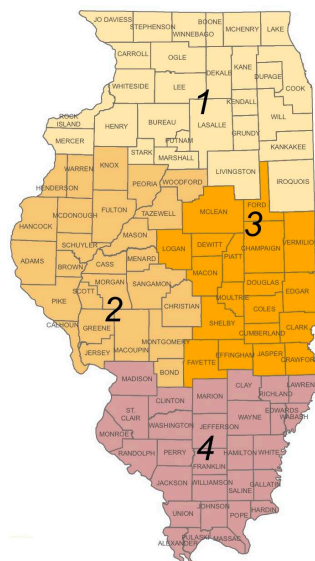 JO DAVIESS
STEPHENSON
WINNEBAGO
BOONE
MCHENRY
LAKE
CARROLL
OGLE
DEKALB
KANE
COOK
DUPAGE
WHITESIDE
LEE
1
KENDALL
WILL
ROCK
ISLAND
HENRY
BUREAU
LASALLE
GRUNDY
MERCER
PUTNAM
KANKAKEE
STARK
MARSHALL
LIVINGSTON
IROQUOIS
KNOX
WARREN
HENDERSON
PEORIA
WOODFORD
FORD
MCLEAN
3
FULTON
TAZEWELL
HANCOCK
MCDONOUGH
MASON
LOGAN
DEWITT
CHAMPAIGN
VERMILIO
SCHUYLER
PIATT
ADAMS
BROWN
CASS
MENARD
MACON
MORGAN
SANGAMON
DOUGLAS
EDGAR
SCOTT
MOULTRIE
PIKE
2
CHRISTIAN
COLES
CALHOUN
GREENE
SHELBY
CUMBERLAND
CLARK
MONTGOMERY
JERSEY
MACOUPIN
EFFINGHAM
JASPER
CRAWFOR
FAYETTE
BOND
MADISON
CLAY
LAWREN
RICHLAND
CLINTON
MARION
ST.
CLAIR
WAYNE
EDWARDS
WABASH
WASHINGTON
JEFFERSON
MONROE
4
RANDOLPH
PERRY
HAMILTON
WHITE
FRANKLIN
JACKSON
WILLIAMSON
SALINE
GALLATIN
UNION
JOHNSON
POPE
HARDIN
PULASKI
MASSAC
ALEXANDER